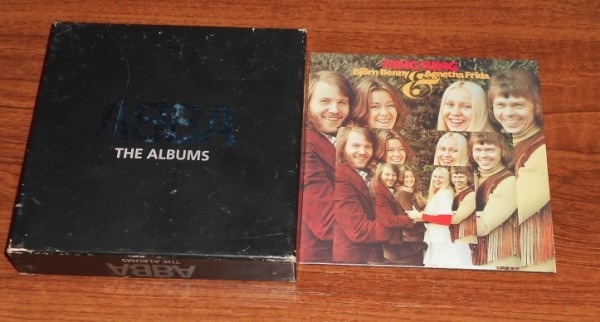 ABBA
THE ALBUMS
ABBA
THE ALBUMS
RING RING
Björn Benny & Agnetha Frida